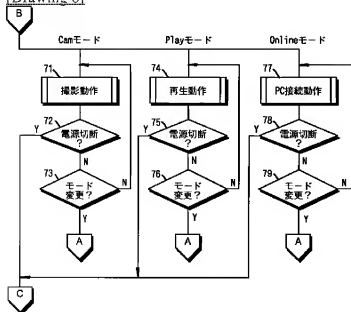 [Drawing 6]
B
Camモード Playモード Onlineモード
71 74 77
撮影動作 再生動作 PC接続動作
72 75 78
Y 電源切断? Y 電源切断? Y 電源切断?
N N N
73 76 79
モード変更? N モード変更? N モード変更? N
Y Y Y
A A A
C